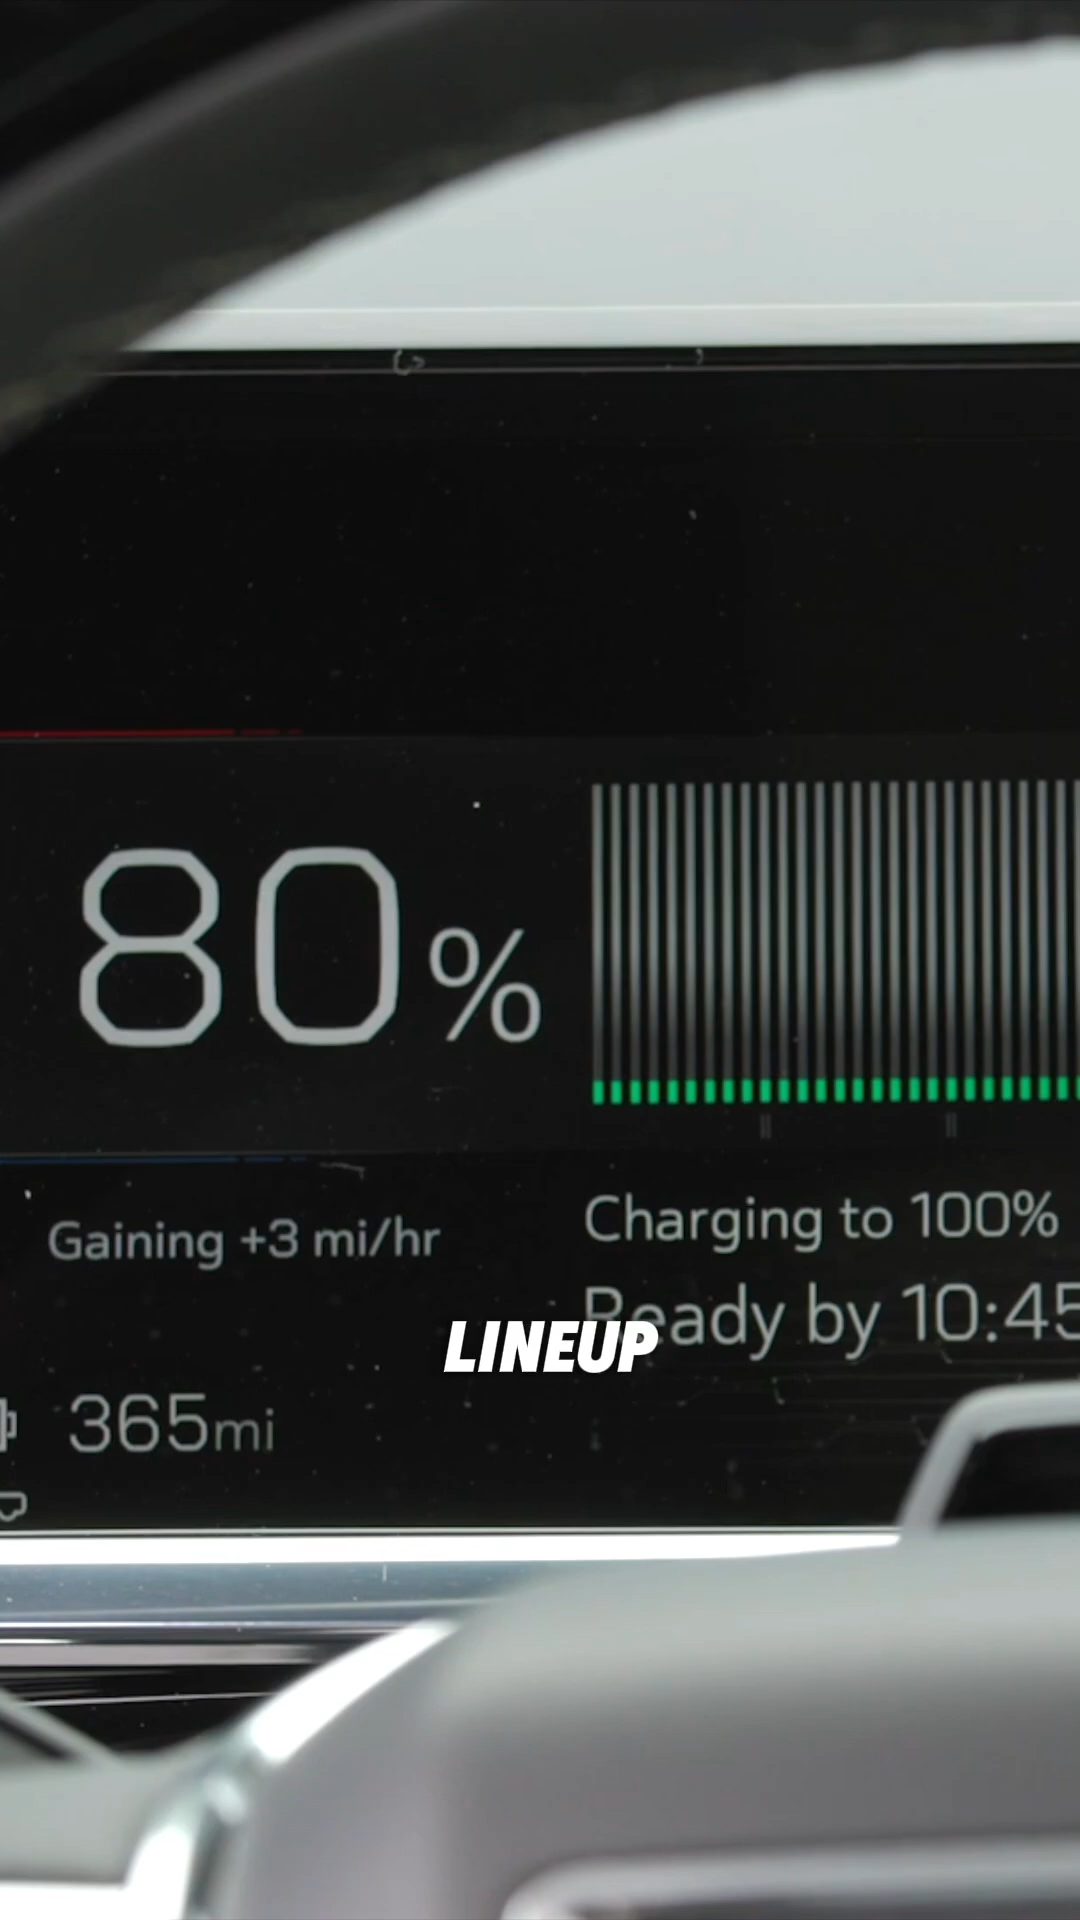 80%
Gaining +3 mi/hr
Charging to 100%
Ready by 10:45
LINEUP
365mi